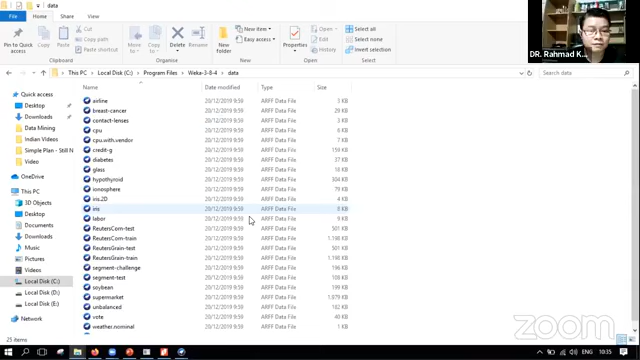 data
File
Home
Share
View
Pin to Quick access
Copy
Paste
Cut
Copy path
Paste shortcut
Clipboard
Move to
Copy to
Delete
Rename
Organize
New folder
New item
Easy access
New
Properties
Open
Edit
History
Open
Select all
Select none
Invert selection
Select
DR. Rahmad K...
This PC > Local Disk (C:) > Program Files > Weka-3-8-4 > data
Search data
Name Date modified Type Size
Quick access
Desktop
Downloads
Data Mining
Indian Videos
Simple Plan - Still N
Video
OneDrive
This PC
3D Objects
Desktop
Documents
Downloads
Music
Pictures
Videos
Local Disk (C:)
Local Disk (D:)
Local Disk (E:)
Network
airline 20/12/2019 9:59 ARFF Data File 3 KB
breast-cancer 20/12/2019 9:59 ARFF Data File 29 KB
contact-lenses 20/12/2019 9:59 ARFF Data File 3 KB
cpu 20/12/2019 9:59 ARFF Data File 6 KB
cpu.with.vendor 20/12/2019 9:59 ARFF Data File 7 KB
credit-g 20/12/2019 9:59 ARFF Data File 159 KB
diabetes 20/12/2019 9:59 ARFF Data File 37 KB
glass 20/12/2019 9:59 ARFF Data File 18 KB
hypothyroid 20/12/2019 9:59 ARFF Data File 304 KB
ionosphere 20/12/2019 9:59 ARFF Data File 79 KB
iris.2D 20/12/2019 9:59 ARFF Data File 4 KB
iris 20/12/2019 9:59 ARFF Data File 8 KB
labor 20/12/2019 9:59 ARFF Data File 9 KB
ReutersCorn-test 20/12/2019 9:59 ARFF Data File 501 KB
ReutersCorn-train 20/12/2019 9:59 ARFF Data File 1.198 KB
ReutersGrain-test 20/12/2019 9:59 ARFF Data File 501 KB
ReutersGrain-train 20/12/2019 9:59 ARFF Data File 1.198 KB
segment-challenge 20/12/2019 9:59 ARFF Data File 196 KB
segment-test 20/12/2019 9:59 ARFF Data File 108 KB
soybean 20/12/2019 9:59 ARFF Data File 199 KB
supermarket 20/12/2019 9:59 ARFF Data File 1.979 KB
unbalanced 20/12/2019 9:59 ARFF Data File 182 KB
vote 20/12/2019 9:59 ARFF Data File 40 KB
weather.nominal 20/12/2019 9:59 ARFF Data File 1 KB
25 items
zoom
ENG 10:35